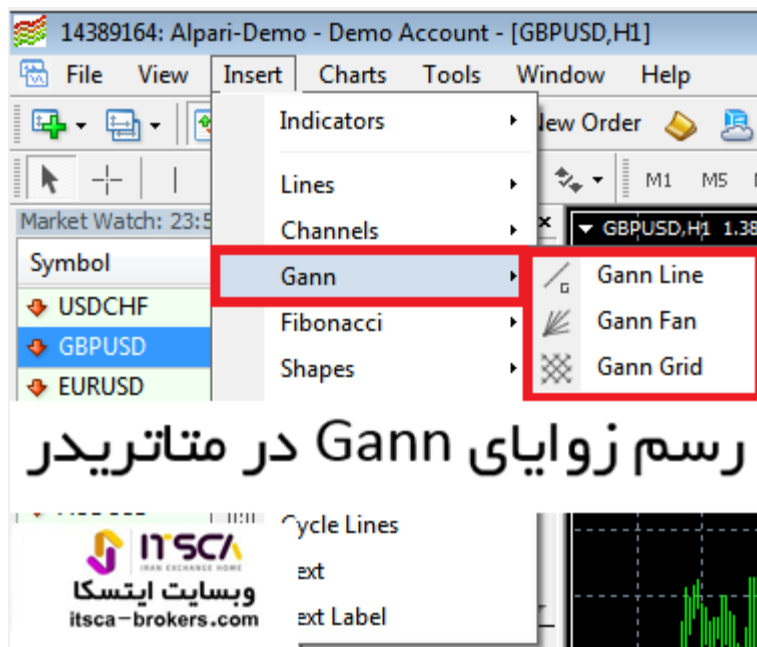 14389164: Alpari-Demo - Demo Account - [GBPUSD,H1]
File View Insert Charts Tools Window Help
Indicators
New Order
Lines
M1 M5
Market Watch: 23:5
Channels
GBPUSD,H1 1.38
Symbol
Gann
Gann Line
USDCHF
Fibonacci
Gann Fan
GBPUSD
Shapes
Gann Grid
EURUSD
رسم زوایای Gann در متاتریدر
Cycle Lines
ITSCA
IRAN EXCHANGE HOME
وبسایت ایتسکا
ext
itsca-brokers.com
ext Label